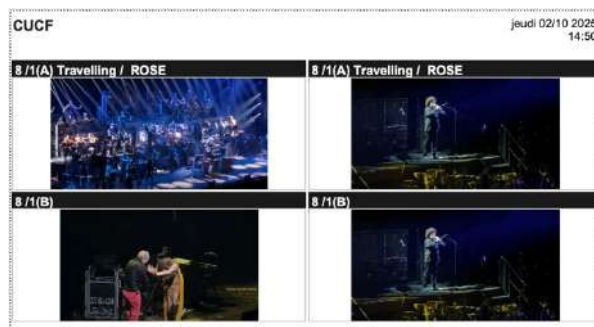 CUCF
jeudi 02/10 2025
14:50
8 /1(A) Travelling / ROSE
8 /1(A) Travelling / ROSE
8 /1(B)
8 /1(B)